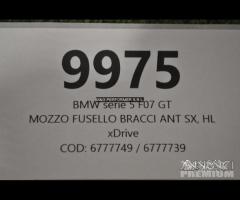 9975
BMW serie 5 F07 GT
MOZZO FUSELLO BRACCI ANT SX, HL
xDrive
COD: 6777749 / 6777739
PREMIUM